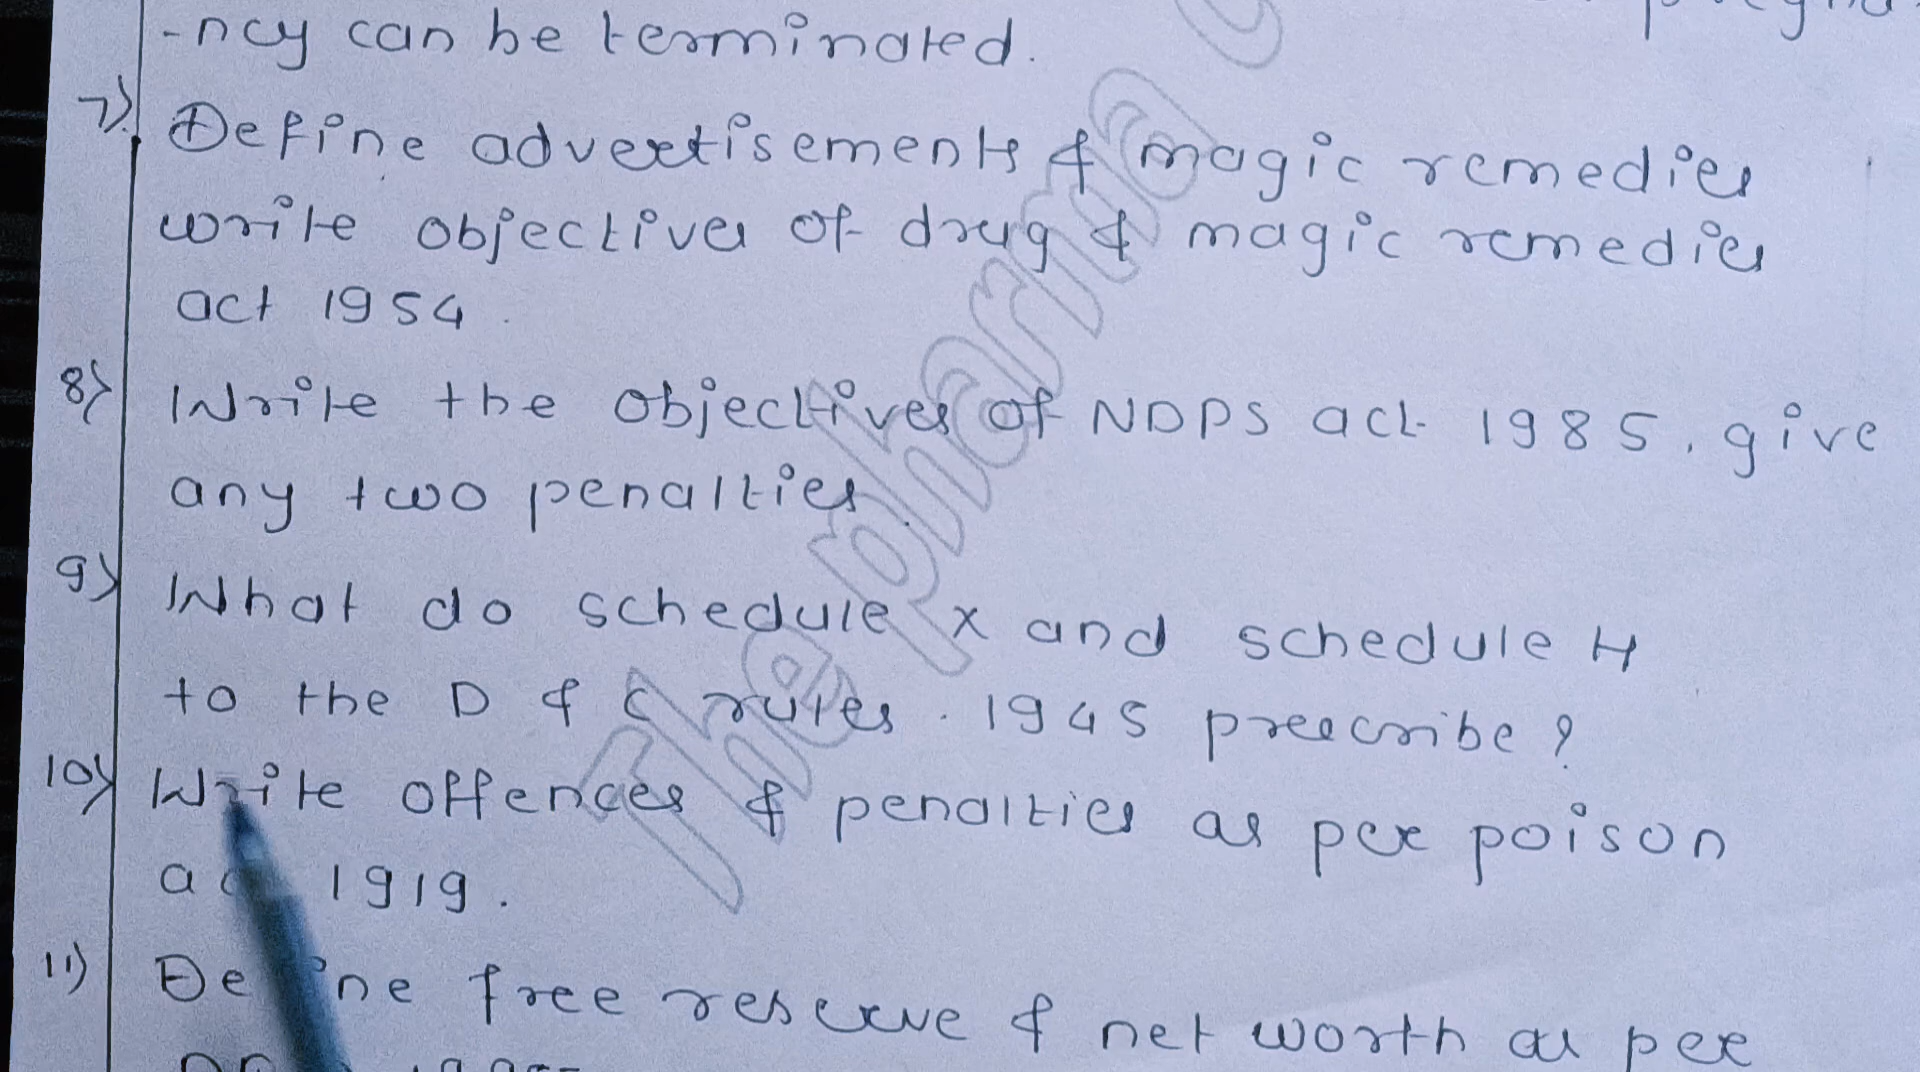 -ncy can be terminated.
7) Define advertisements & magic remedies
write objectives of drug & magic remedies
act 1954.
8) Write the objectives of NDPS act 1985. give
any two penalties.
9) What do schedule x and schedule H
to the D & C rules. 1945 prescribe?
10) Write offences & penalties as per poison
1919.
11) free reserve & net worth as per
The pharma